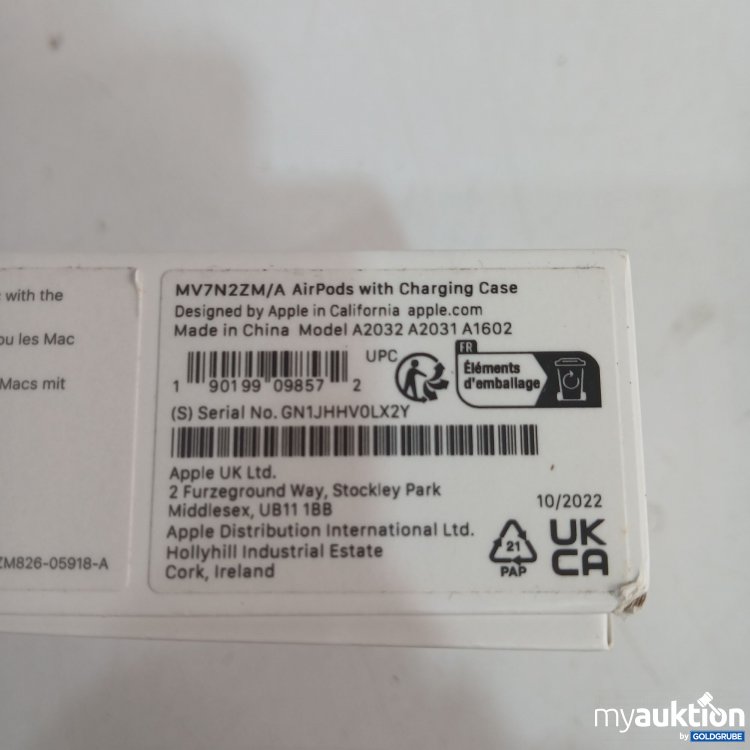 with the
ou les Mac
Macs mit
ZM826-05918-A
MV7N2ZM/A AirPods with Charging Case
Designed by Apple in California apple.com
Made in China Model A2032 A2031 A1602
UPC
1 90199 09857 2
FR
Éléments
d'emballage
(S) Serial No. GN1JHHV0LX2Y
Apple UK Ltd.
2 Furzeground Way, Stockley Park
Middlesex, UB11 1BB
Apple Distribution International Ltd.
Hollyhill Industrial Estate
Cork, Ireland
10/2022
21
PAP
UK
CA
myauktion
by GOLDGRUBE